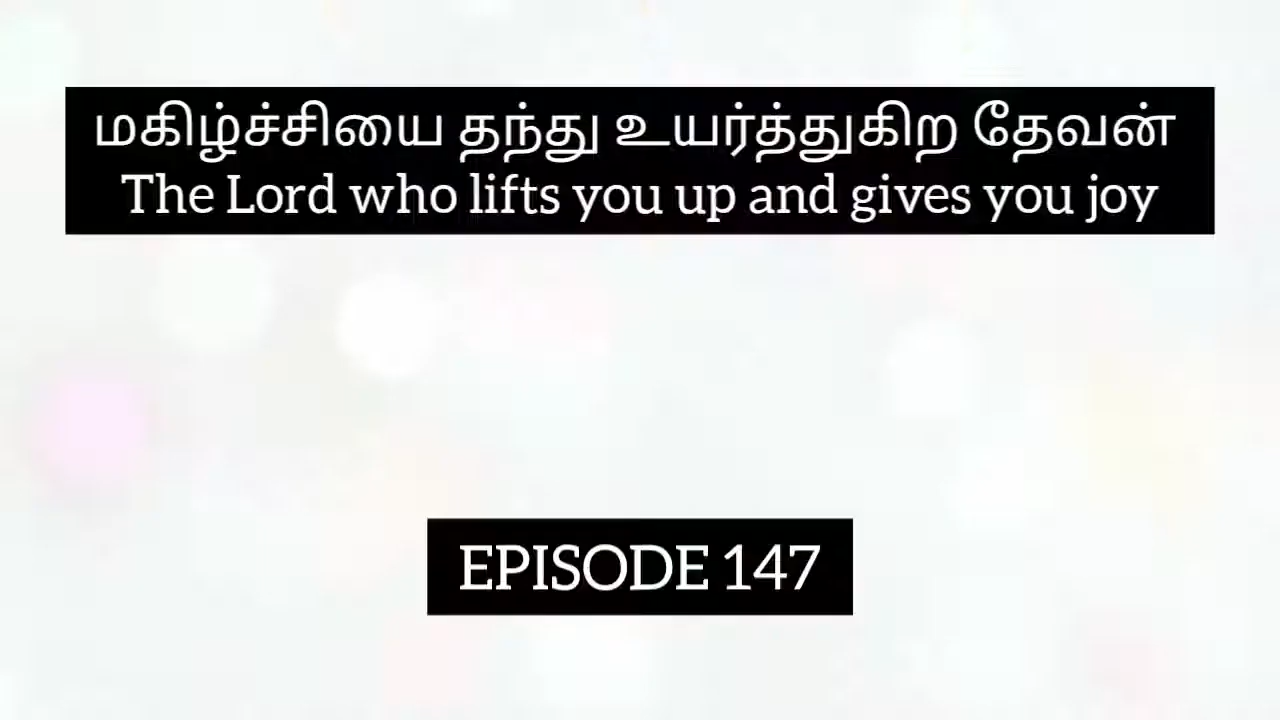 மகிழ்ச்சியை தந்து உயர்த்துகிற தேவன்
The Lord who lifts you up and gives you joy
EPISODE 147